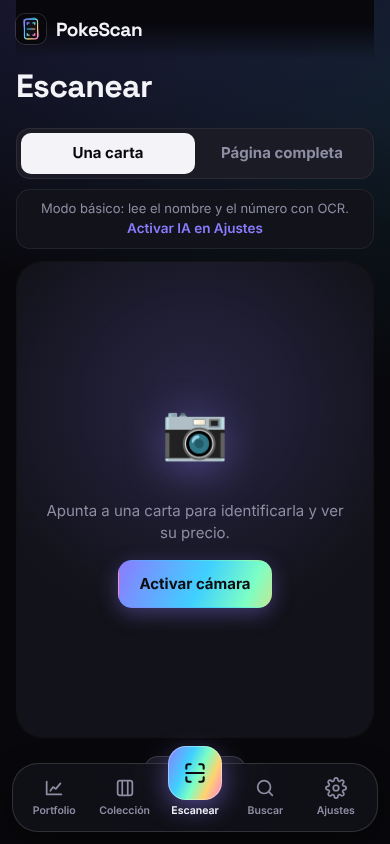 PokeScan
Escanear
Una carta
Página completa
Modo básico: lee el nombre y el número con OCR.
Activar IA en Ajustes
Apunta a una carta para identificarla y ver
su precio.
Activar cámara
Portfolio
Colección
Escanear
Buscar
Ajustes